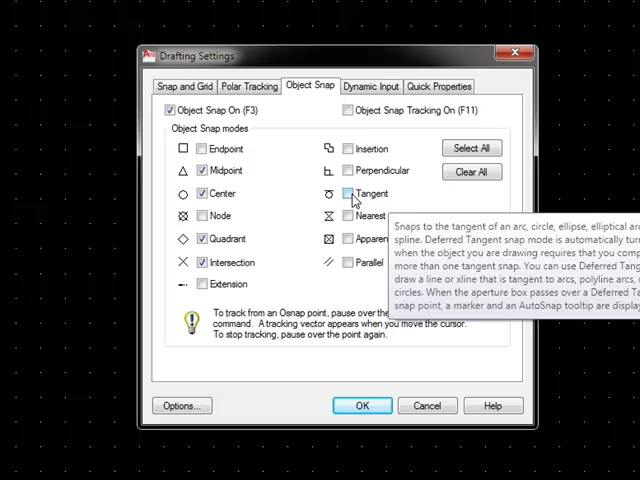 Drafting Settings
Snap and Grid Polar Tracking Object Snap Dynamic Input Quick Properties
Object Snap On (F3) Object Snap Tracking On (F11)
Object Snap modes
Endpoint Insertion Select All
Midpoint Perpendicular Clear All
Center Tangent
Node Nearest
Quadrant Apparen
Intersection Parallel
Extension
Snaps to the tangent of an arc, circle, ellipse, elliptical arc
spline. Deferred Tangent snap mode is automatically turn
when the object you are drawing requires that you comp
more than one tangent snap. You can use Deferred Tang
draw a line or xline that is tangent to arcs, polyline arcs, o
circles. When the aperture box passes over a Deferred Ta
snap point, a marker and an AutoSnap tooltip are display
To track from an Osnap point, pause over the
command. A tracking vector appears when you move the cursor.
To stop tracking, pause over the point again.
Options... OK Cancel Help